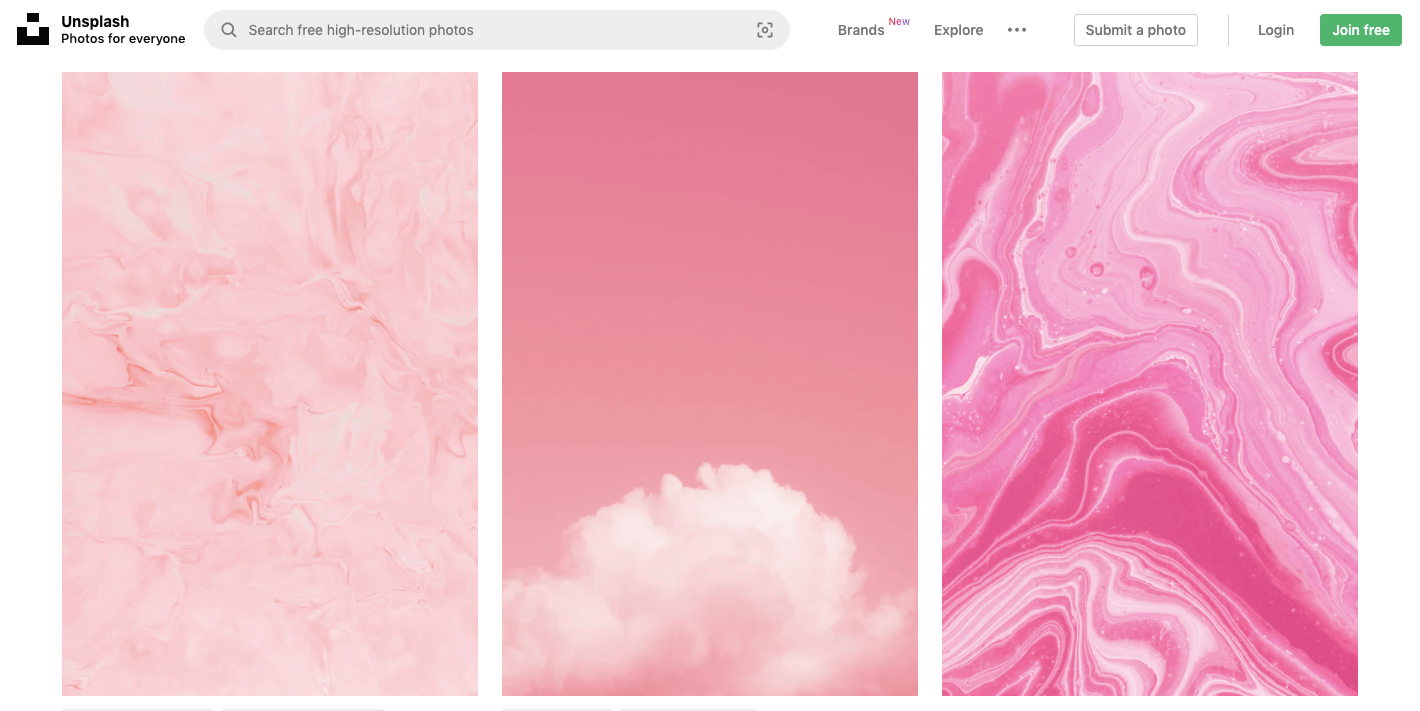 Unsplash
Photos for everyone
Search free high-resolution photos
Brands New
Explore
Submit a photo
Login
Join free